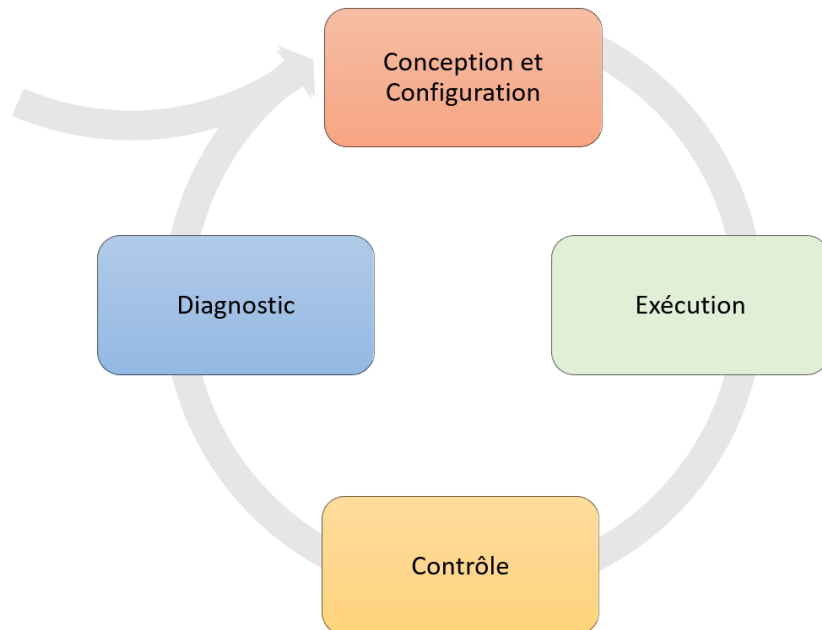 Conception et
Configuration
Diagnostic
Exécution
Contrôle